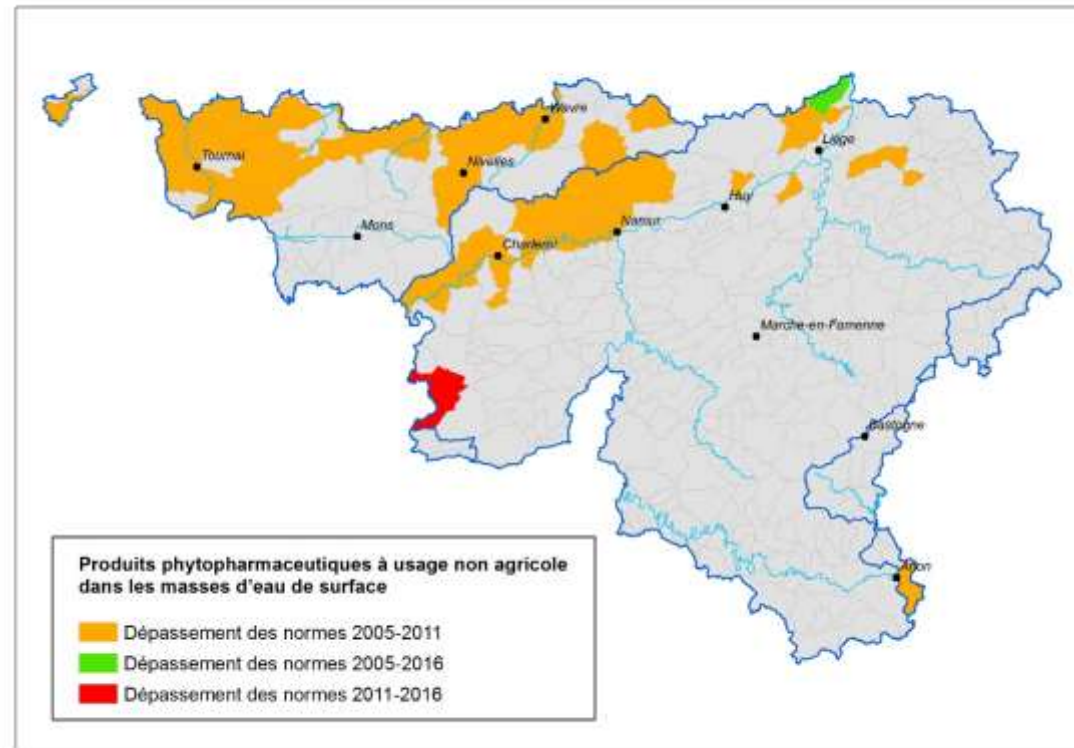 Wavre
Tournai
Nivelles
Liège
Huy
Mons
Namur
Charleroi
Marche-en-Famenne
Bastogne
Arlon
Produits phytopharmaceutiques à usage non agricole
dans les masses d'eau de surface
Dépassement des normes 2005-2011
Dépassement des normes 2005-2016
Dépassement des normes 2011-2016